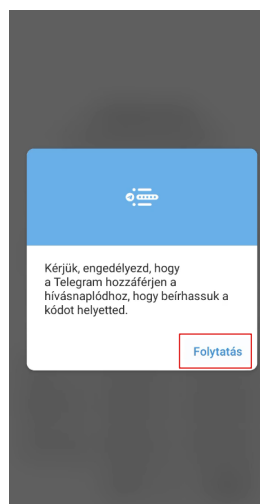 Kérjük, engedélyezd, hogy
a Telegram hozzáférjen a
hívásnaplódhoz, hogy beírhassuk a
kódot helyetted.
Folytatás